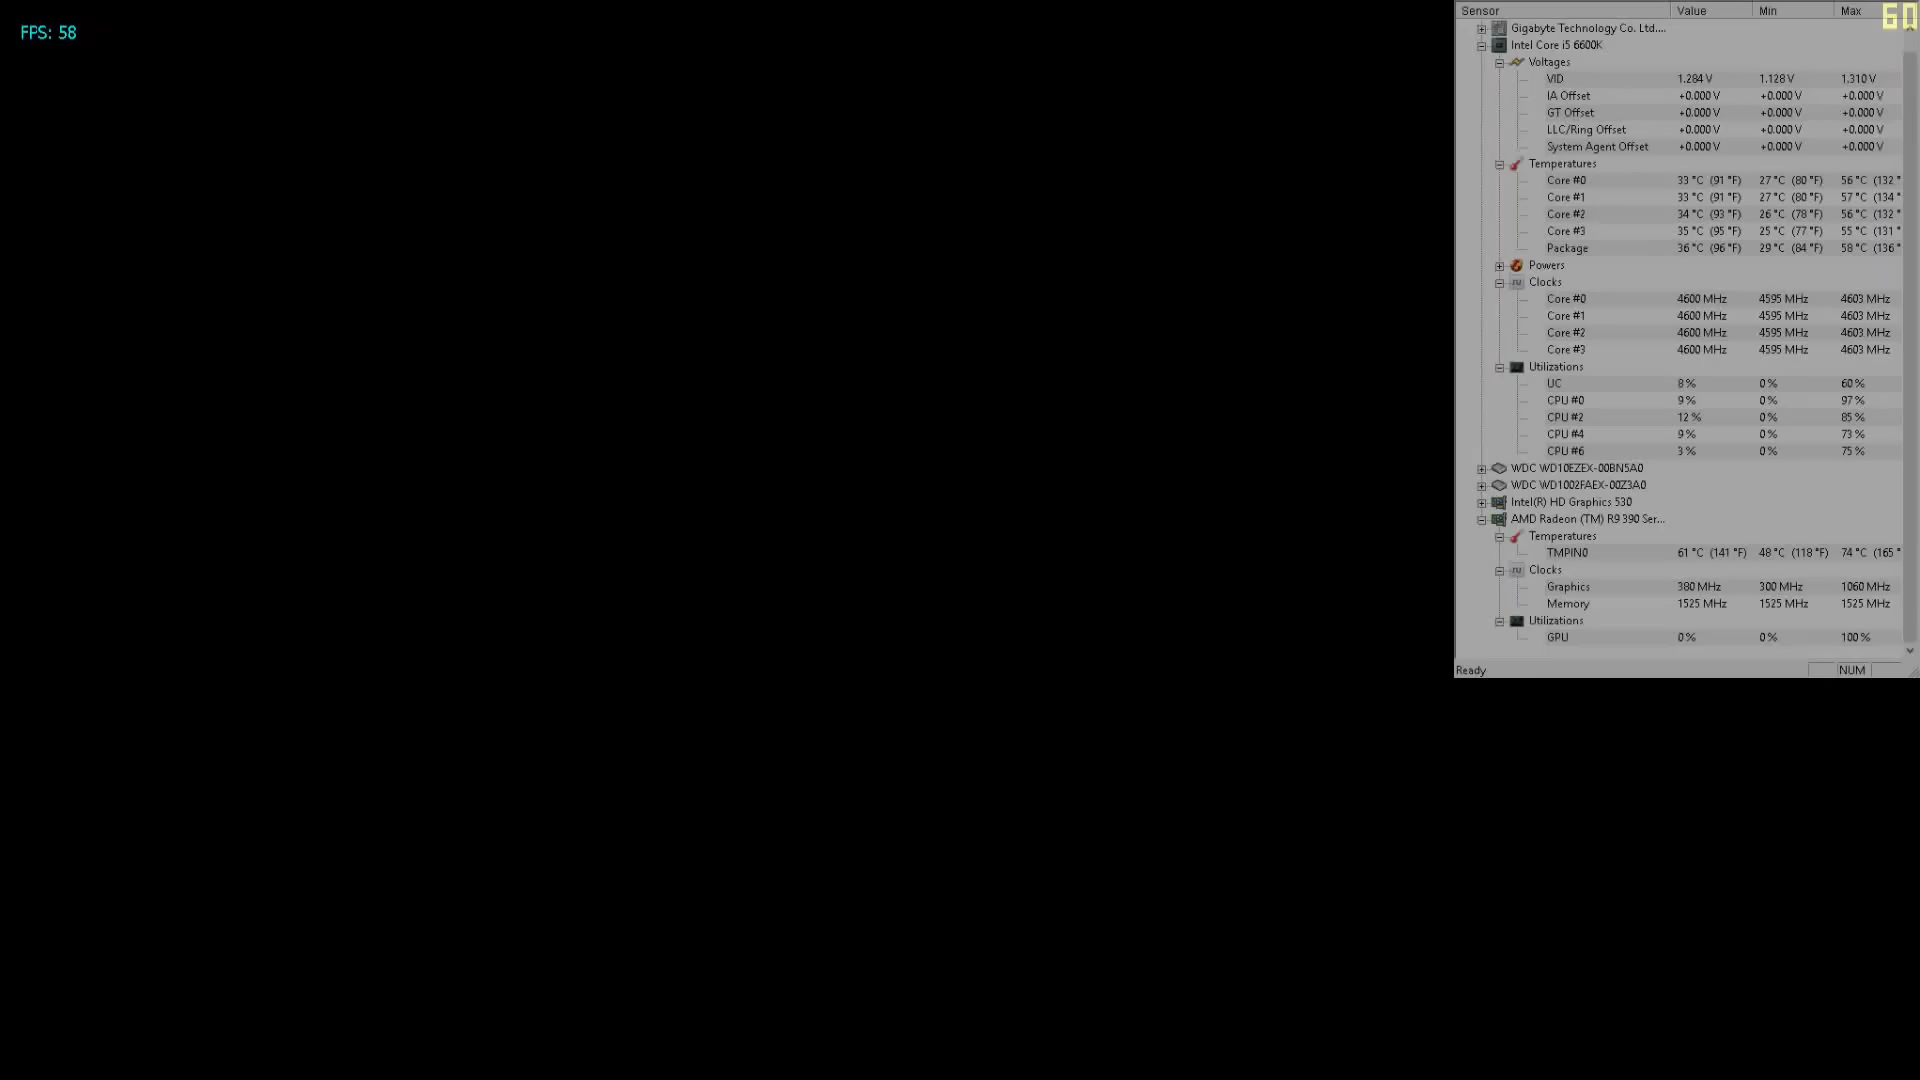 FPS: 58
60
Sensor Value Min Max
Gigabyte Technology Co. Ltd....
Intel Core i5 6600K
Voltages
VID 1.284 V 1.128 V 1.310 V
IA Offset +0.000 V +0.000 V +0.000 V
GT Offset +0.000 V +0.000 V +0.000 V
LLC/Ring Offset +0.000 V +0.000 V +0.000 V
System Agent Offset +0.000 V +0.000 V +0.000 V
Temperatures
Core #0 33 °C (91 °F) 27 °C (80 °F) 56 °C (132 °
Core #1 33 °C (91 °F) 27 °C (80 °F) 57 °C (134 °
Core #2 34 °C (93 °F) 26 °C (78 °F) 56 °C (132 °
Core #3 35 °C (95 °F) 25 °C (77 °F) 55 °C (131 °
Package 36 °C (96 °F) 29 °C (84 °F) 58 °C (136 °
Powers
Clocks
Core #0 4600 MHz 4595 MHz 4603 MHz
Core #1 4600 MHz 4595 MHz 4603 MHz
Core #2 4600 MHz 4595 MHz 4603 MHz
Core #3 4600 MHz 4595 MHz 4603 MHz
Utilizations
UC 8 % 0 % 60 %
CPU #0 9 % 0 % 97 %
CPU #2 12 % 0 % 85 %
CPU #4 9 % 0 % 73 %
CPU #6 3 % 0 % 75 %
WDC WD10EZEX-00BN5A0
WDC WD1002FAEX-00Z3A0
Intel(R) HD Graphics 530
AMD Radeon (TM) R9 390 Ser...
Temperatures
TMPIN0 61 °C (141 °F) 48 °C (118 °F) 74 °C (165 °
Clocks
Graphics 380 MHz 300 MHz 1060 MHz
Memory 1525 MHz 1525 MHz 1525 MHz
Utilizations
GPU 0 % 0 % 100 %
Ready NUM